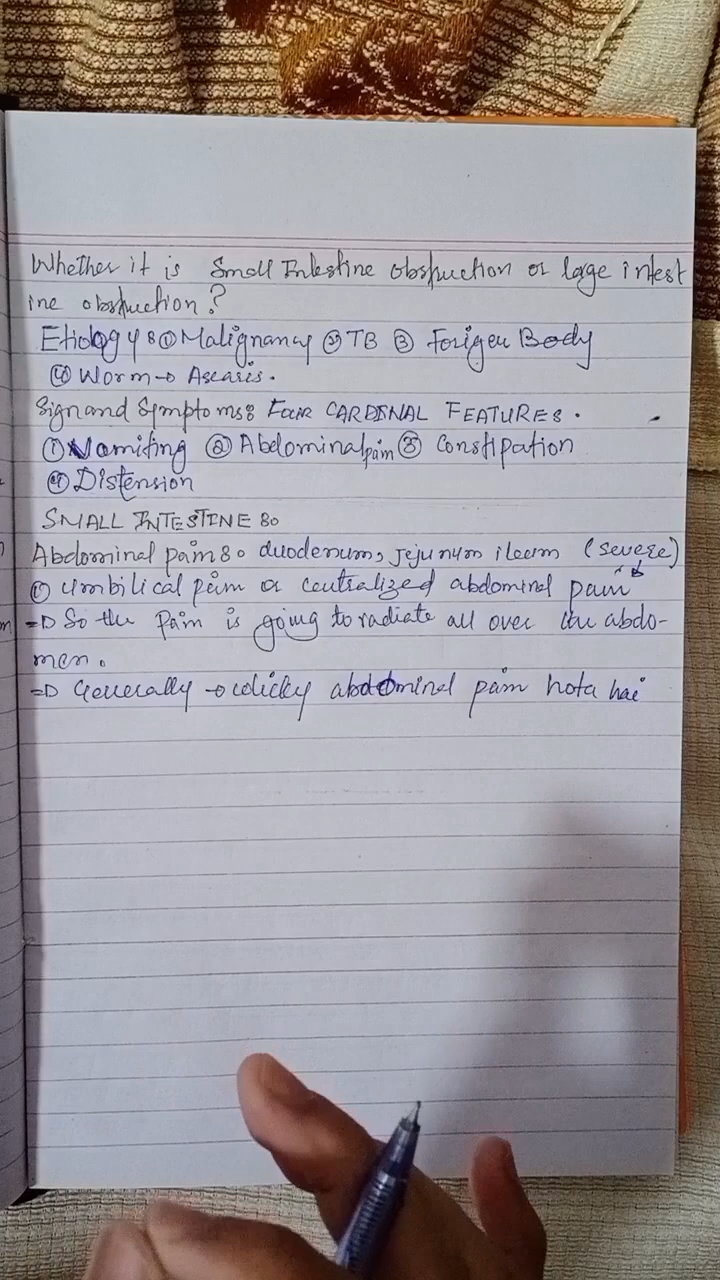 Whether it is Small Intestine obstruction or large intest
ine obstruction?
Etiology: ① Malignancy ② TB ③ Forigen Body
④ Worm → Ascaris.
Sign and Symptoms: FOUR CARDINAL FEATURES.
① Vomiting ② Abdominal pain ③ Constipation
④ Distension
SMALL INTESTINE:
Abdominal pain: duodenum, jejunum ileum (severe)
① Umbilical pain or centralized abdominal pain
⇒ So the pain is going to radiate all over the abdo-
men.
⇒ Generally → colicky abdominal pain hota hai